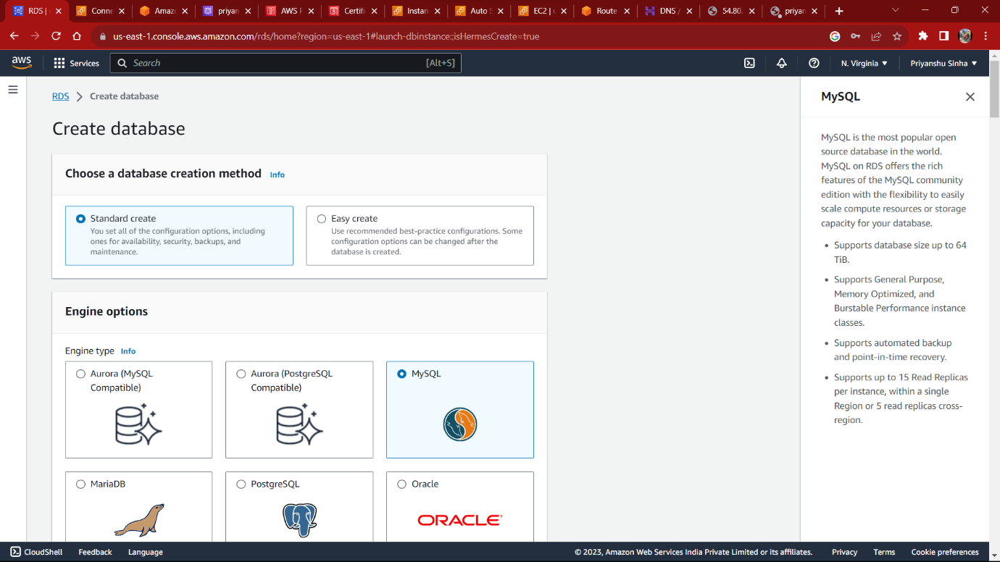 RDS |
Conne
Amaz
priyan
AWS F
Certifi
Instan
Auto S
EC2 | u
Route
DNS /
54.80.
priyan
us-east-1.console.aws.amazon.com/rds/home?region=us-east-1#launch-dbinstance:;isHermesCreate=true
aws
Services
Search
[Alt+S]
N. Virginia
Priyanshu Sinha
RDS
Create database
Create database
Choose a database creation method Info
Standard create
You set all of the configuration options, including
ones for availability, security, backups, and
maintenance.
Easy create
Use recommended best-practice configurations. Some
configuration options can be changed after the
database is created.
Engine options
Engine type Info
Aurora (MySQL
Compatible)
Aurora (PostgreSQL
Compatible)
MySQL
MariaDB
PostgreSQL
Oracle
ORACLE®
MySQL
MySQL is the most popular open
source database in the world.
MySQL on RDS offers the rich
features of the MySQL community
edition with the flexibility to easily
scale compute resources or storage
capacity for your database.
• Supports database size up to 64
TiB.
• Supports General Purpose,
Memory Optimized, and
Burstable Performance instance
classes.
• Supports automated backup
and point-in-time recovery.
• Supports up to 15 Read Replicas
per instance, within a single
Region or 5 read replicas cross-
region.
CloudShell
Feedback
Language
© 2023, Amazon Web Services India Private Limited or its affiliates.
Privacy
Terms
Cookie preferences